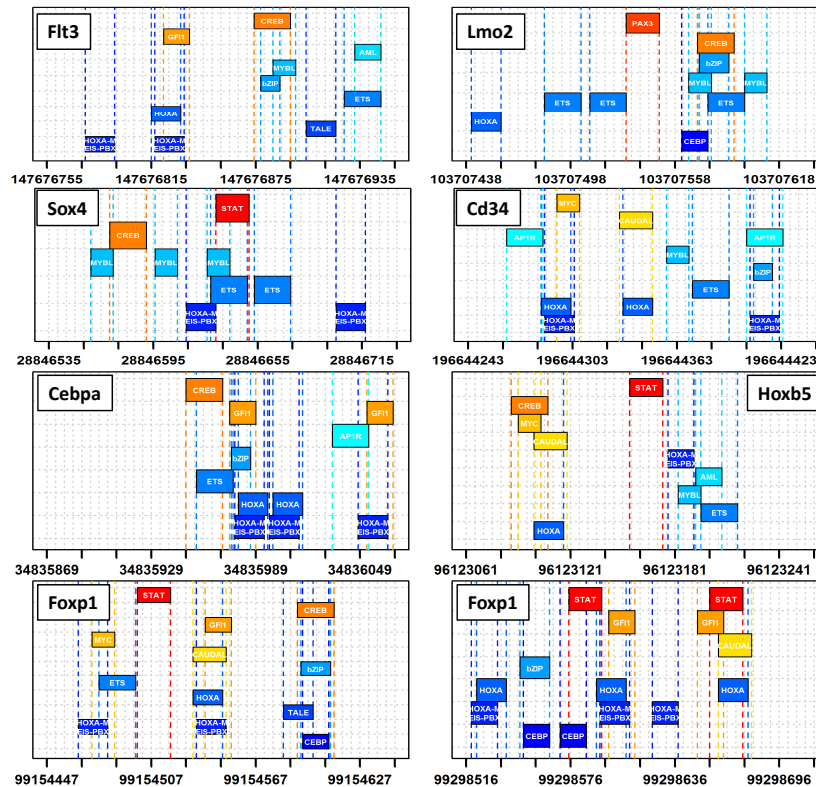 Flt3
CREB
GFI1
AML
MYBL
bZIP
ETS
HOXA
TALE
HOXA-M
EIS-PBX
HOXA-M
EIS-PBX
147676755 147676815 147676875 147676935
Lmo2
PAX3
CREB
bZIP
MYBL MYBL
ETS ETS ETS
HOXA
CEBP
103707438 103707498 103707558 103707618
Sox4
STAT
CREB
MYBL MYBL MYBL
ETS ETS
HOXA-M
EIS-PBX
HOXA-M
EIS-PBX
28846535 28846595 28846655 28846715
Cd34
MYC
CAUDAL
AP1R AP1R
MYBL
bZIP
ETS
HOXA HOXA
HOXA-M
EIS-PBX
HOXA-M
EIS-PBX
196644243 196644303 196644363 196644423
Cebpa
CREB
GFI1 GFI1
AP1R
bZIP
ETS
HOXA HOXA
HOXA-M
EIS-PBX
HOXA-M
EIS-PBX
HOXA-M
EIS-PBX
34835869 34835929 34835989 34836049
Hoxb5
STAT
CREB
MYC
CAUDAL
HOXA-M
EIS-PBX
AML
MYBL
ETS
HOXA
96123061 96123121 96123181 96123241
Foxp1
STAT
CREB
GFI1
MYC
CAUDAL
bZIP
ETS
HOXA
TALE
HOXA-M
EIS-PBX
HOXA-M
EIS-PBX
CEBP
99154447 99154507 99154567 99154627
Foxp1
STAT STAT
GFI1 GFI1
CAUDAL
bZIP
HOXA HOXA HOXA
HOXA-M
EIS-PBX
HOXA-M
EIS-PBX
HOXA-M
EIS-PBX
CEBP CEBP
99298516 99298576 99298636 99298696